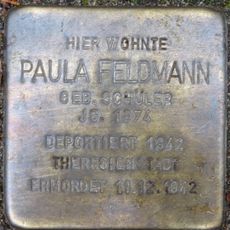 HIER WOHNTE
PAULA FELDMANN
GEB. SCHÜLER
JG. 1874
DEPORTIERT 1942
THERESIENSTADT
ERMORDET 10.12.1942